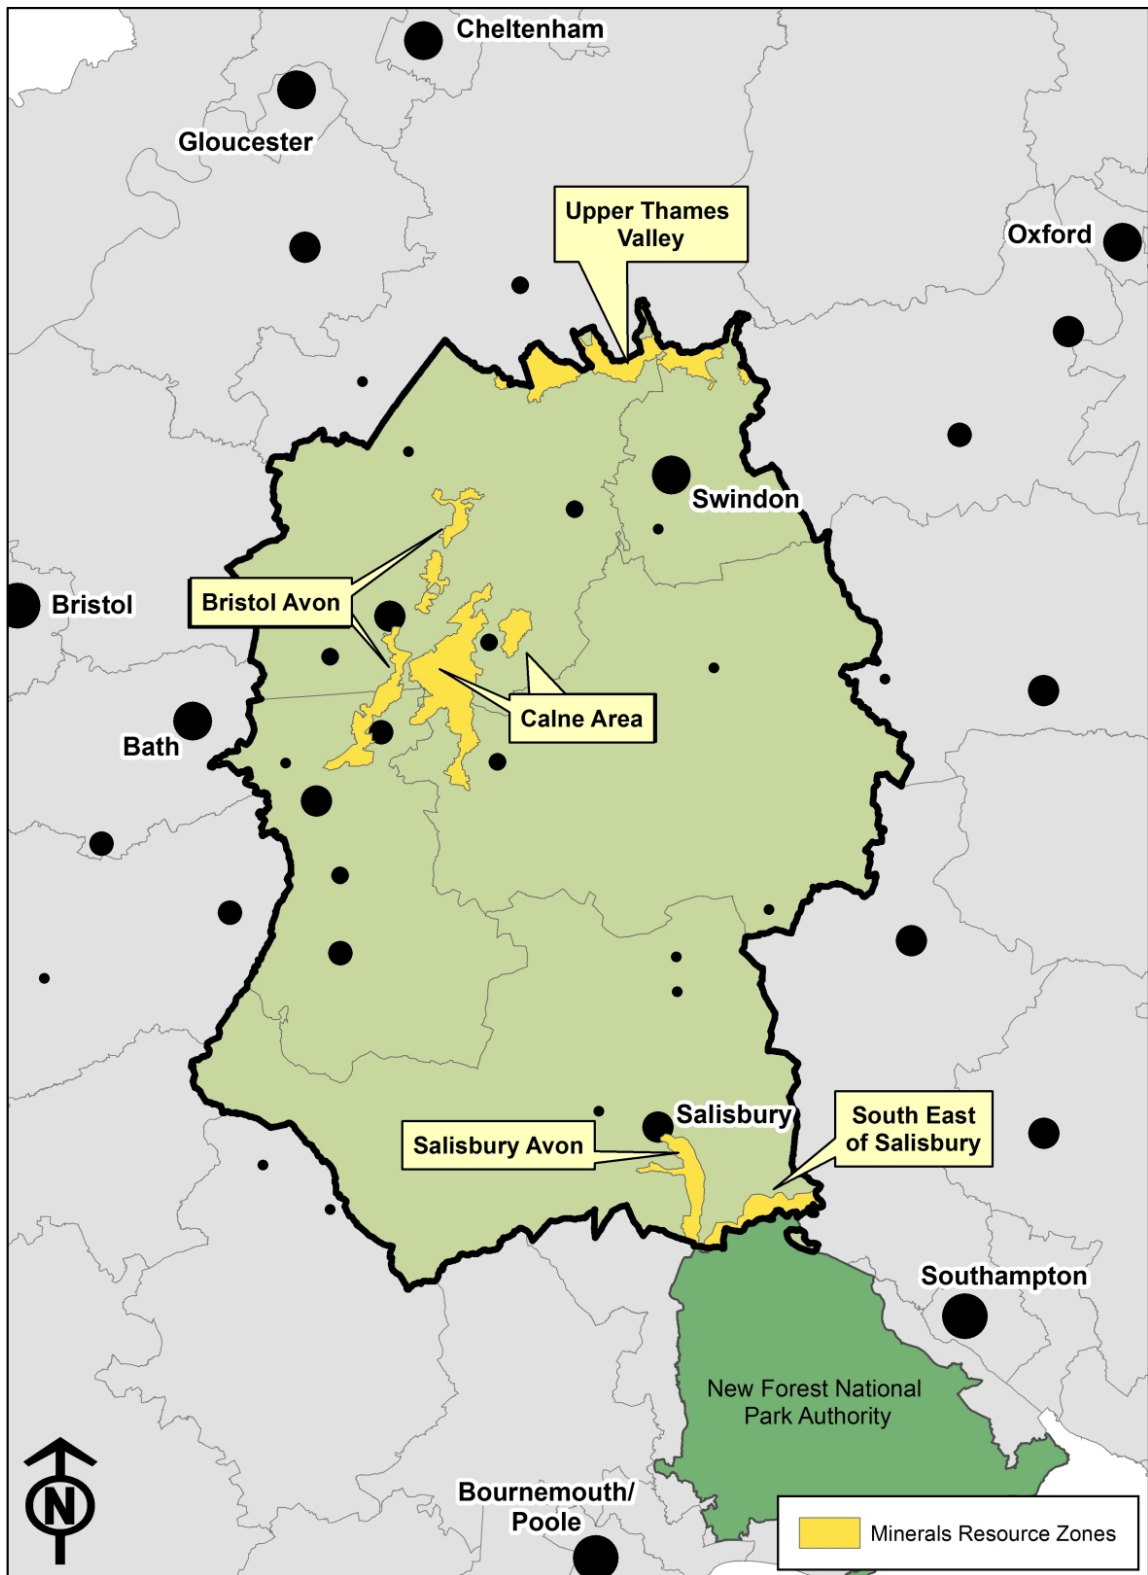 Cheltenham
Gloucester
Upper Thames
Valley
Oxford
Swindon
Bristol Avon
Bristol
Calne Area
Bath
Salisbury
South East
of Salisbury
Salisbury Avon
Southampton
New Forest National
Park Authority
Bournemouth/
Poole
N
Minerals Resource Zones